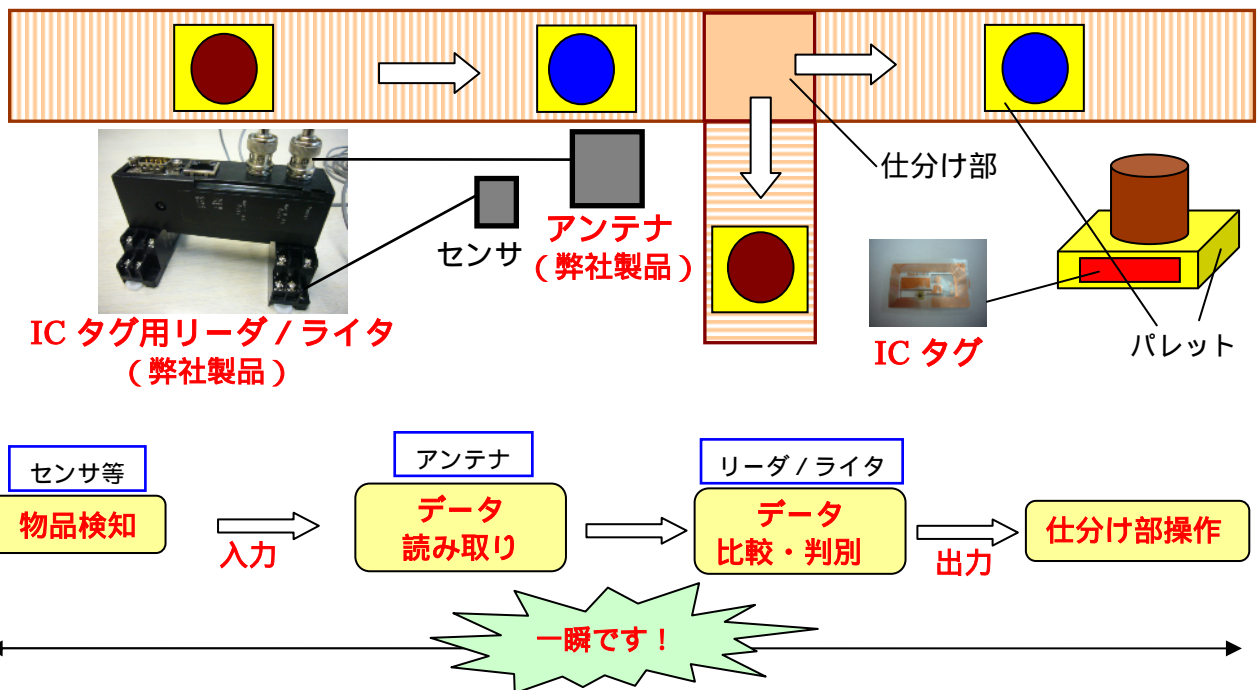 仕分け部
センサ
アンテナ
(弊社製品)
IC タグ用リーダ / ライタ
(弊社製品)
IC タグ
パレット
センサ等
アンテナ
リーダ / ライタ
物品検知
入力
データ
読み取り
データ
比較・判別
出力
仕分け部操作
一瞬です！